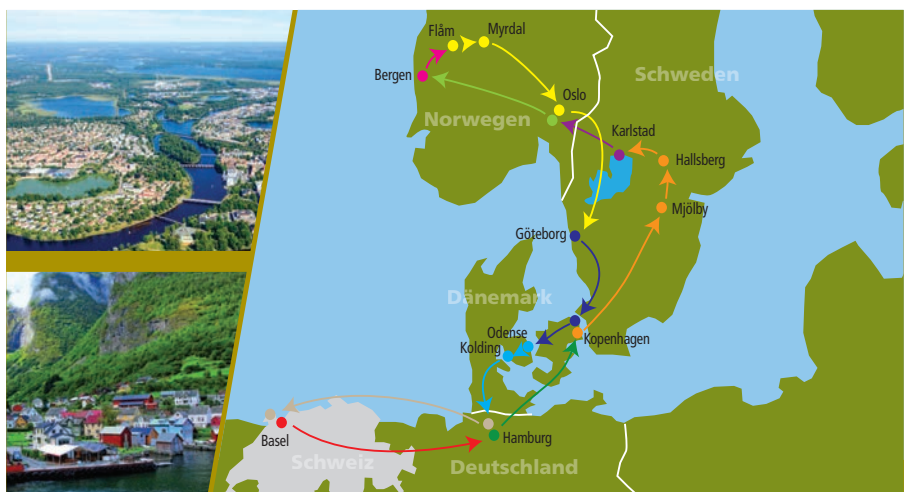 Flåm
Myrdal
Bergen
Schweden
Oslo
Norwegen
Karlstad
Hallsberg
Mjölby
Göteborg
Dänemark
Odense
Kopenhagen
Kolding
Basel
Hamburg
Schweiz
Deutschland